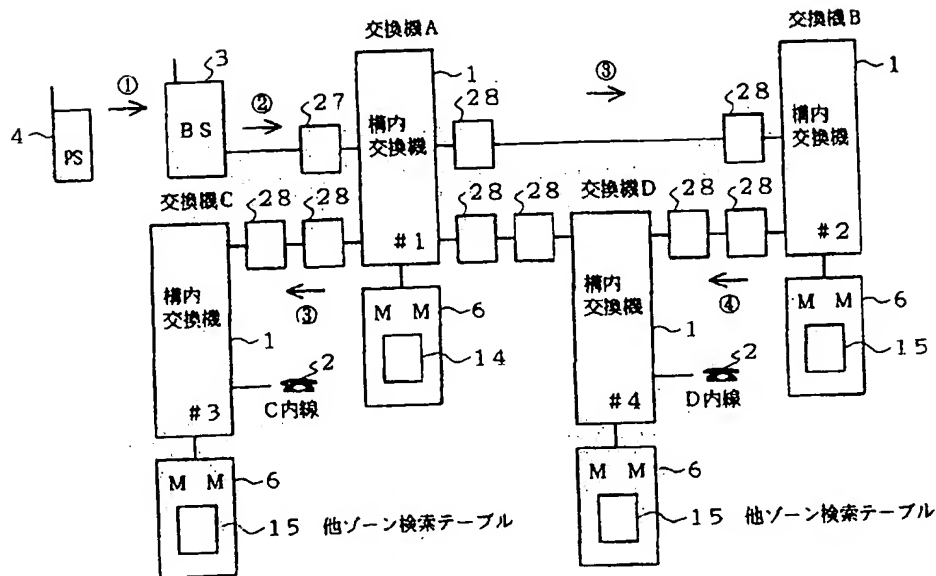 交換機A
交換機B
3
①
②
27
1
③
28
28
1
4
PS
BS
構内
交換機
構内
交換機
交換機C
28
28
28
28
交換機D
28
28
#1
#2
構内
交換機
③
M M
6
14
構内
交換機
④
M M
6
15
1
2
C内線
#3
1
2
D内線
#4
M M
6
15 他ゾーン検索テーブル
M M
6
15 他ゾーン検索テーブル